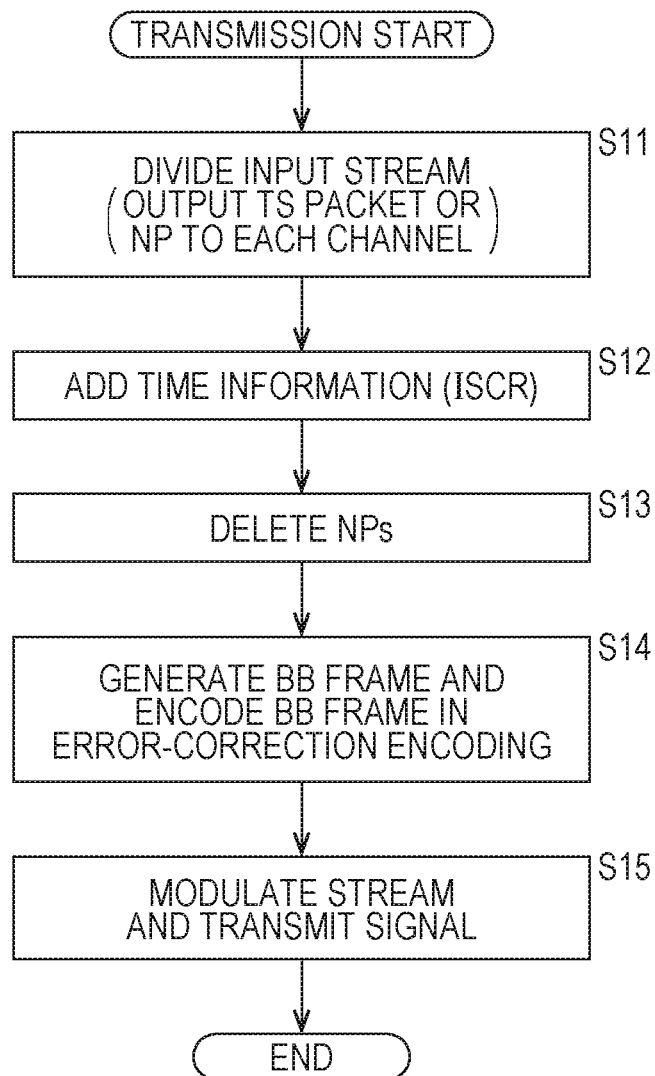 TRANSMISSION START
S11
DIVIDE INPUT STREAM
( OUTPUT TS PACKET OR
NP TO EACH CHANNEL )
S12
ADD TIME INFORMATION (ISCR)
S13
DELETE NPs
S14
GENERATE BB FRAME AND
ENCODE BB FRAME IN
ERROR-CORRECTION ENCODING
S15
MODULATE STREAM
AND TRANSMIT SIGNAL
END